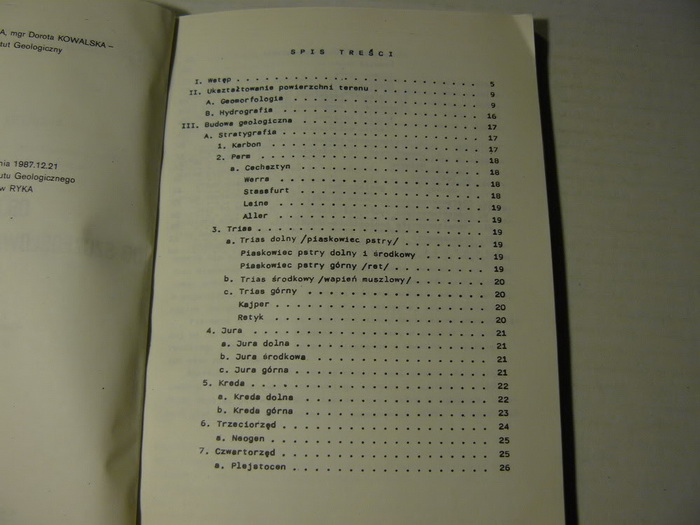 A, mgr Dorota KOWALSKA –
tut Geologiczny
nia 1987.12.21
utu Geologicznego
w RYKA
SPIS TREŚCI
I. Wstęp . . . . . . . . . . . . . . . . . . . . 5
II. Ukształtowanie powierzchni terenu . . . . . . . . 9
A. Geomorfologia . . . . . . . . . . . . . . . . 9
B. Hydrografia . . . . . . . . . . . . . . . . 16
III. Budowa geologiczna . . . . . . . . . . . . . . 17
A. Stratygrafia . . . . . . . . . . . . . . . . 17
1. Karbon . . . . . . . . . . . . . . . . . . 17
2. Perm . . . . . . . . . . . . . . . . . . 18
a. Cechsztyn . . . . . . . . . . . . . . . . 18
Werra . . . . . . . . . . . . . . . . 18
Stassfurt . . . . . . . . . . . . . . . 18
Leine . . . . . . . . . . . . . . . . 19
Aller . . . . . . . . . . . . . . . . 19
3. Trias . . . . . . . . . . . . . . . . . . 19
a. Trias dolny /piaskowiec pstry/ . . . . . . . 19
Piaskowiec pstry dolny i środkowy . . . . . 19
Piaskowiec pstry górny /ret/ . . . . . . . 19
b. Trias środkowy /wapień muszlowy/ . . . . . . 20
c. Trias górny . . . . . . . . . . . . . . . 20
Kajper . . . . . . . . . . . . . . . . 20
Retyk . . . . . . . . . . . . . . . . 20
4. Jura . . . . . . . . . . . . . . . . . . 21
a. Jura dolna . . . . . . . . . . . . . . . 21
b. Jura środkowa . . . . . . . . . . . . . . 21
c. Jura górna . . . . . . . . . . . . . . . 21
5. Kreda . . . . . . . . . . . . . . . . . . 22
a. Kreda dolna . . . . . . . . . . . . . . . 22
b. Kreda górna . . . . . . . . . . . . . . . 23
6. Trzeciorzęd . . . . . . . . . . . . . . . . 24
a. Neogen . . . . . . . . . . . . . . . . . 25
7. Czwartorzęd . . . . . . . . . . . . . . . . 25
a. Plejstocen . . . . . . . . . . . . . . . 26